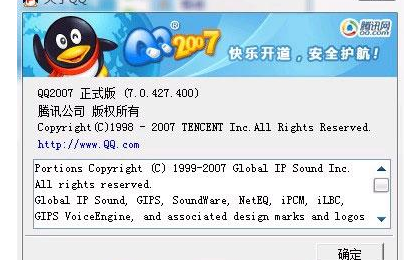 关于QQ
QQ2007
腾讯网
QQ.com
快乐开道，安全护航！
QQ2007 正式版 (7.0.427.400)
腾讯公司 版权所有
Copyright(C)1998 - 2007 TENCENT Inc.All Rights Reserved.
http://www.QQ.com
Portions Copyright (C) 1999-2007 Global IP Sound Inc.
All rights reserved.
Global IP Sound, GIPS, SoundWare, NetEQ, iPCM, iLBC,
GIPS VoiceEngine, and associated design marks and logos
确定